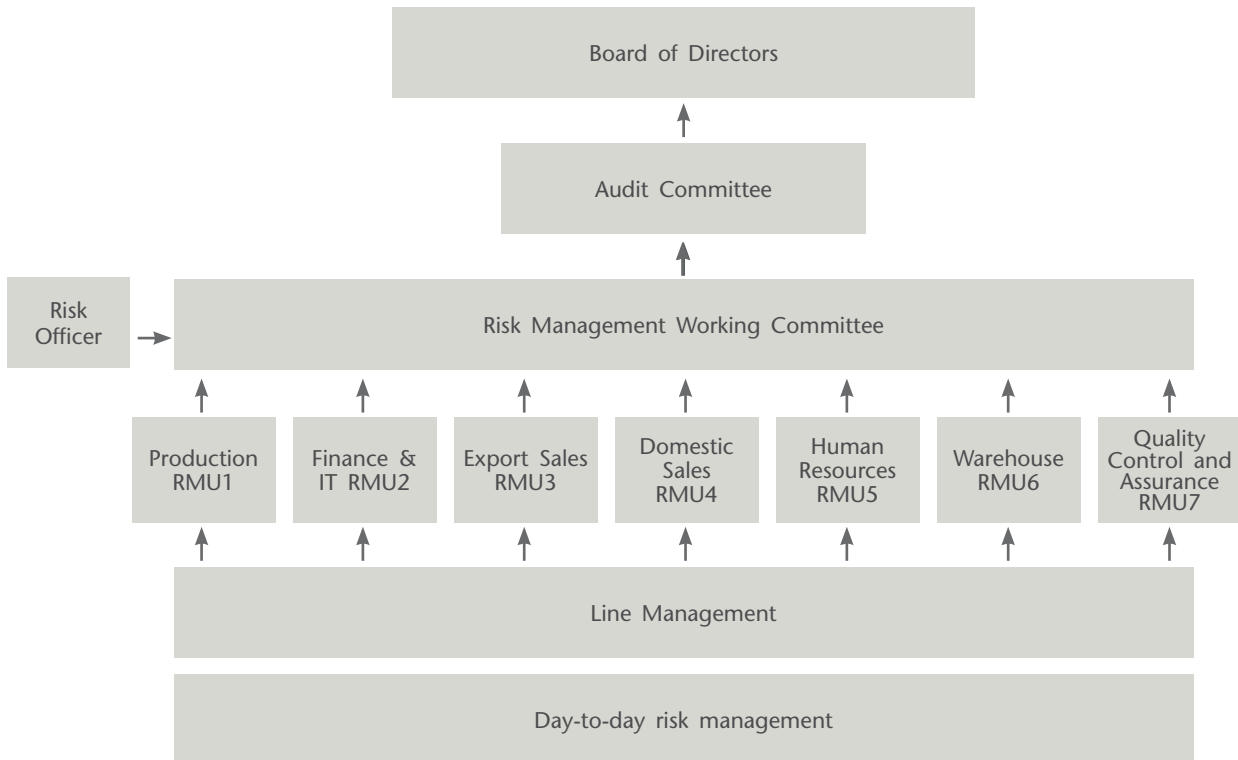 Board of Directors
Audit Committee
Risk
Officer
Risk Management Working Committee
Production
RMU1
Finance &
IT RMU2
Export Sales
RMU3
Domestic
Sales
RMU4
Human
Resources
RMU5
Warehouse
RMU6
Quality
Control and
Assurance
RMU7
Line Management
Day-to-day risk management